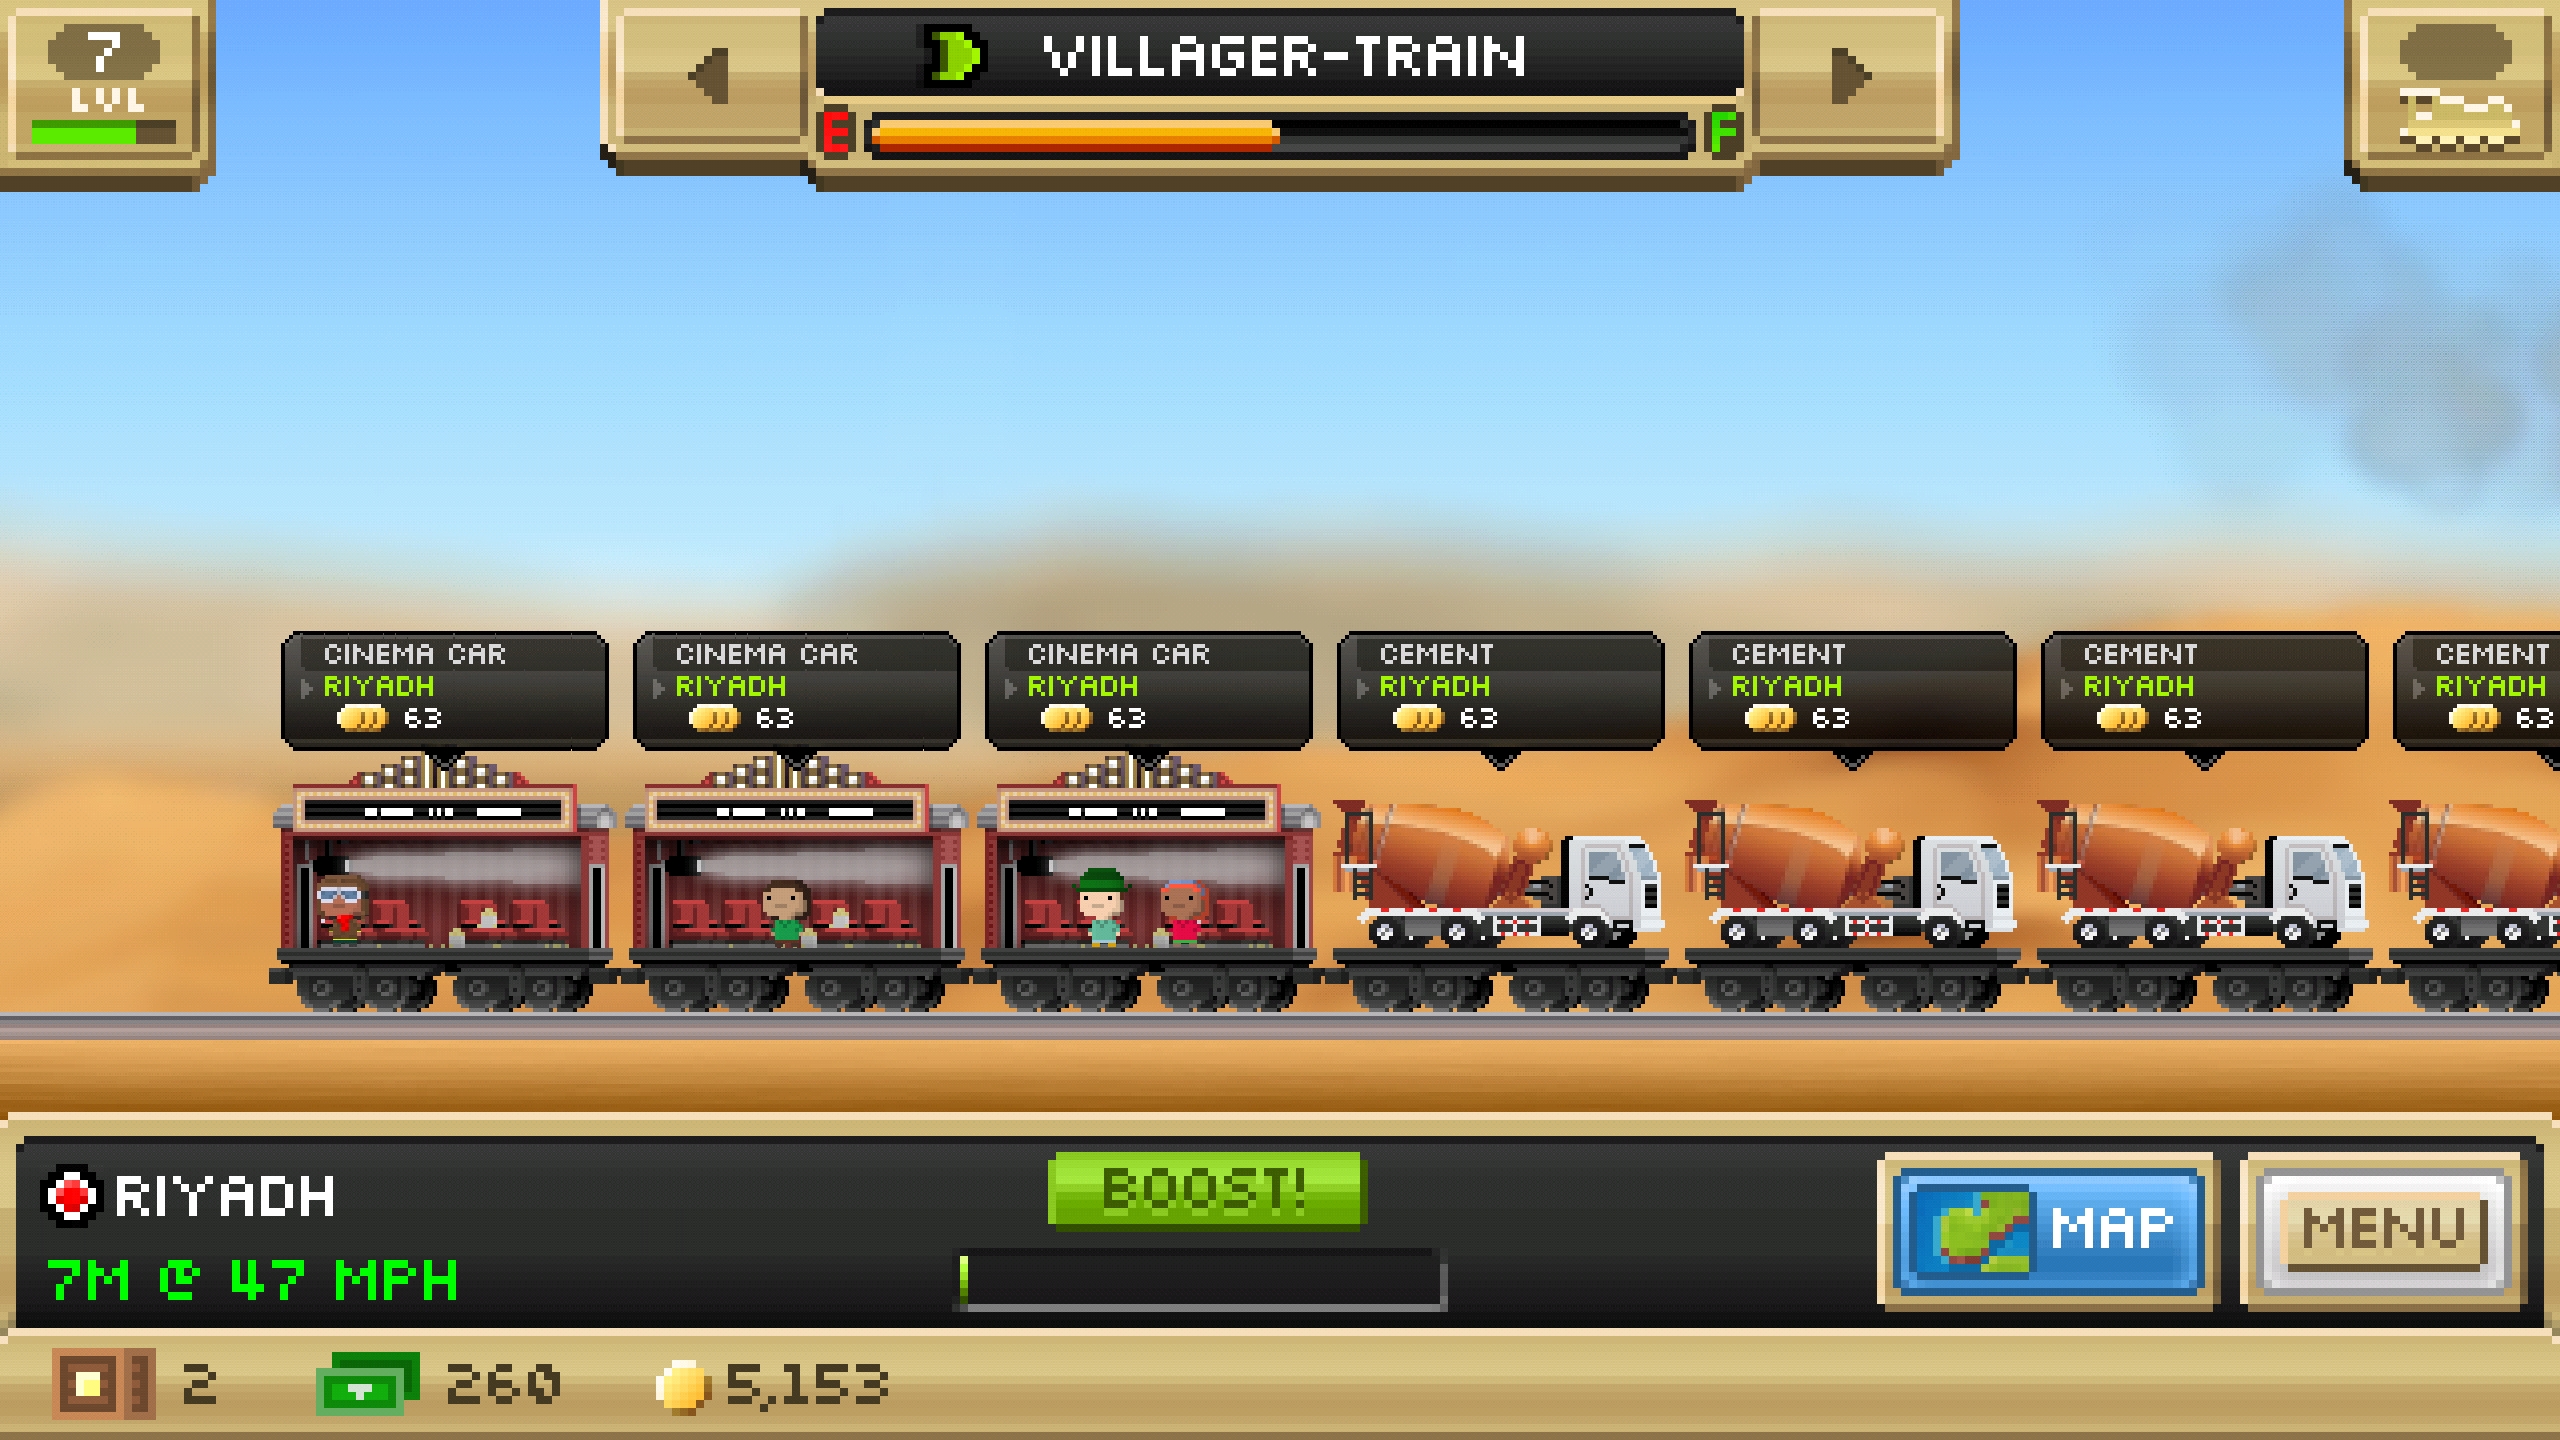 7
LVL
VILLAGER-TRAIN
E F
CINEMA CAR
RIYADH
63
CINEMA CAR
RIYADH
63
CINEMA CAR
RIYADH
63
CEMENT
RIYADH
63
CEMENT
RIYADH
63
CEMENT
RIYADH
63
CEMENT
RIYADH
63
RIYADH
7M @ 47 MPH
BOOST!
MAP
MENU
2 260 5,153